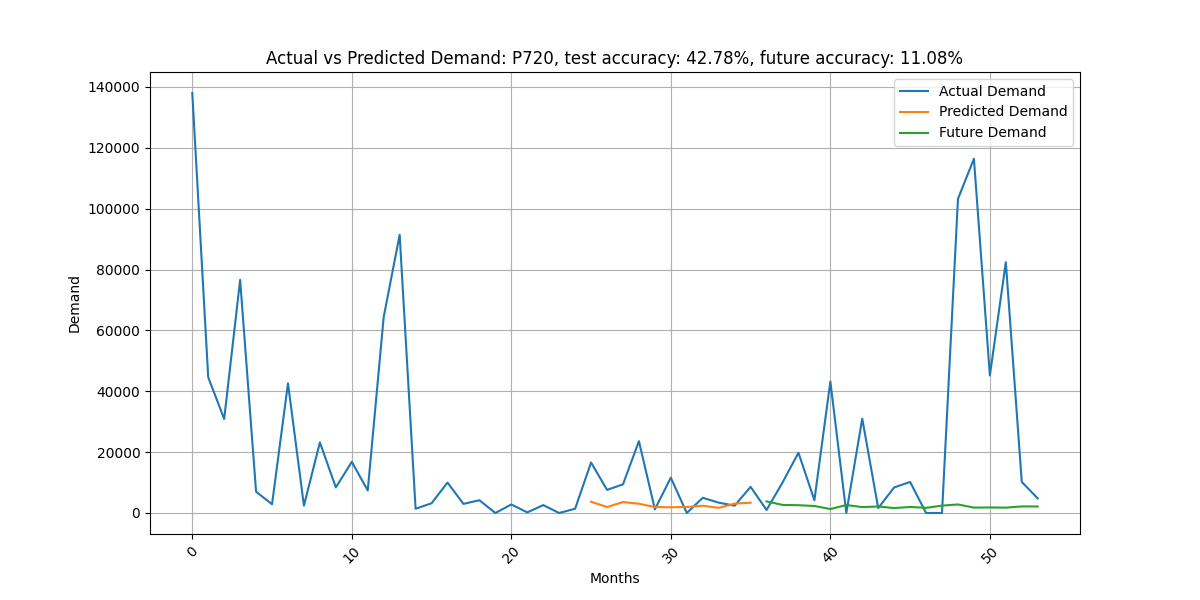 Actual vs Predicted Demand: P720, test accuracy: 42.78%, future accuracy: 11.08%
Actual Demand
Predicted Demand
Future Demand
140000
120000
100000
80000
60000
40000
20000
0
Demand
0
10
20
30
40
50
Months